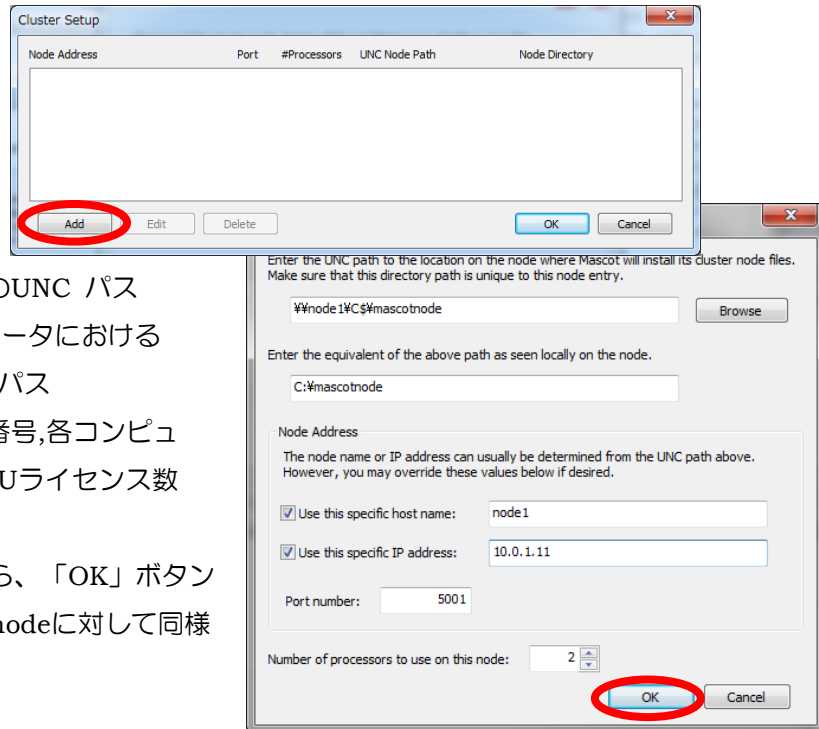 Cluster Setup
Node Address Port #Processors UNC Node Path Node Directory
Add Edit Delete OK Cancel
のUNC パス
ータにおける
パス
番号,各コンピュ
Uライセンス数
ら、「OK」ボタン
nodeに対して同様
Enter the UNC path to the location on the node where Mascot will install its cluster node files.
Make sure that this directory path is unique to this node entry.
¥¥node1¥C$¥mascotnode Browse
Enter the equivalent of the above path as seen locally on the node.
C:¥mascotnode
Node Address
The node name or IP address can usually be determined from the UNC path above.
However, you may override these values below if desired.
Use this specific host name: node1
Use this specific IP address: 10.0.1.11
Port number: 5001
Number of processors to use on this node: 2
OK Cancel